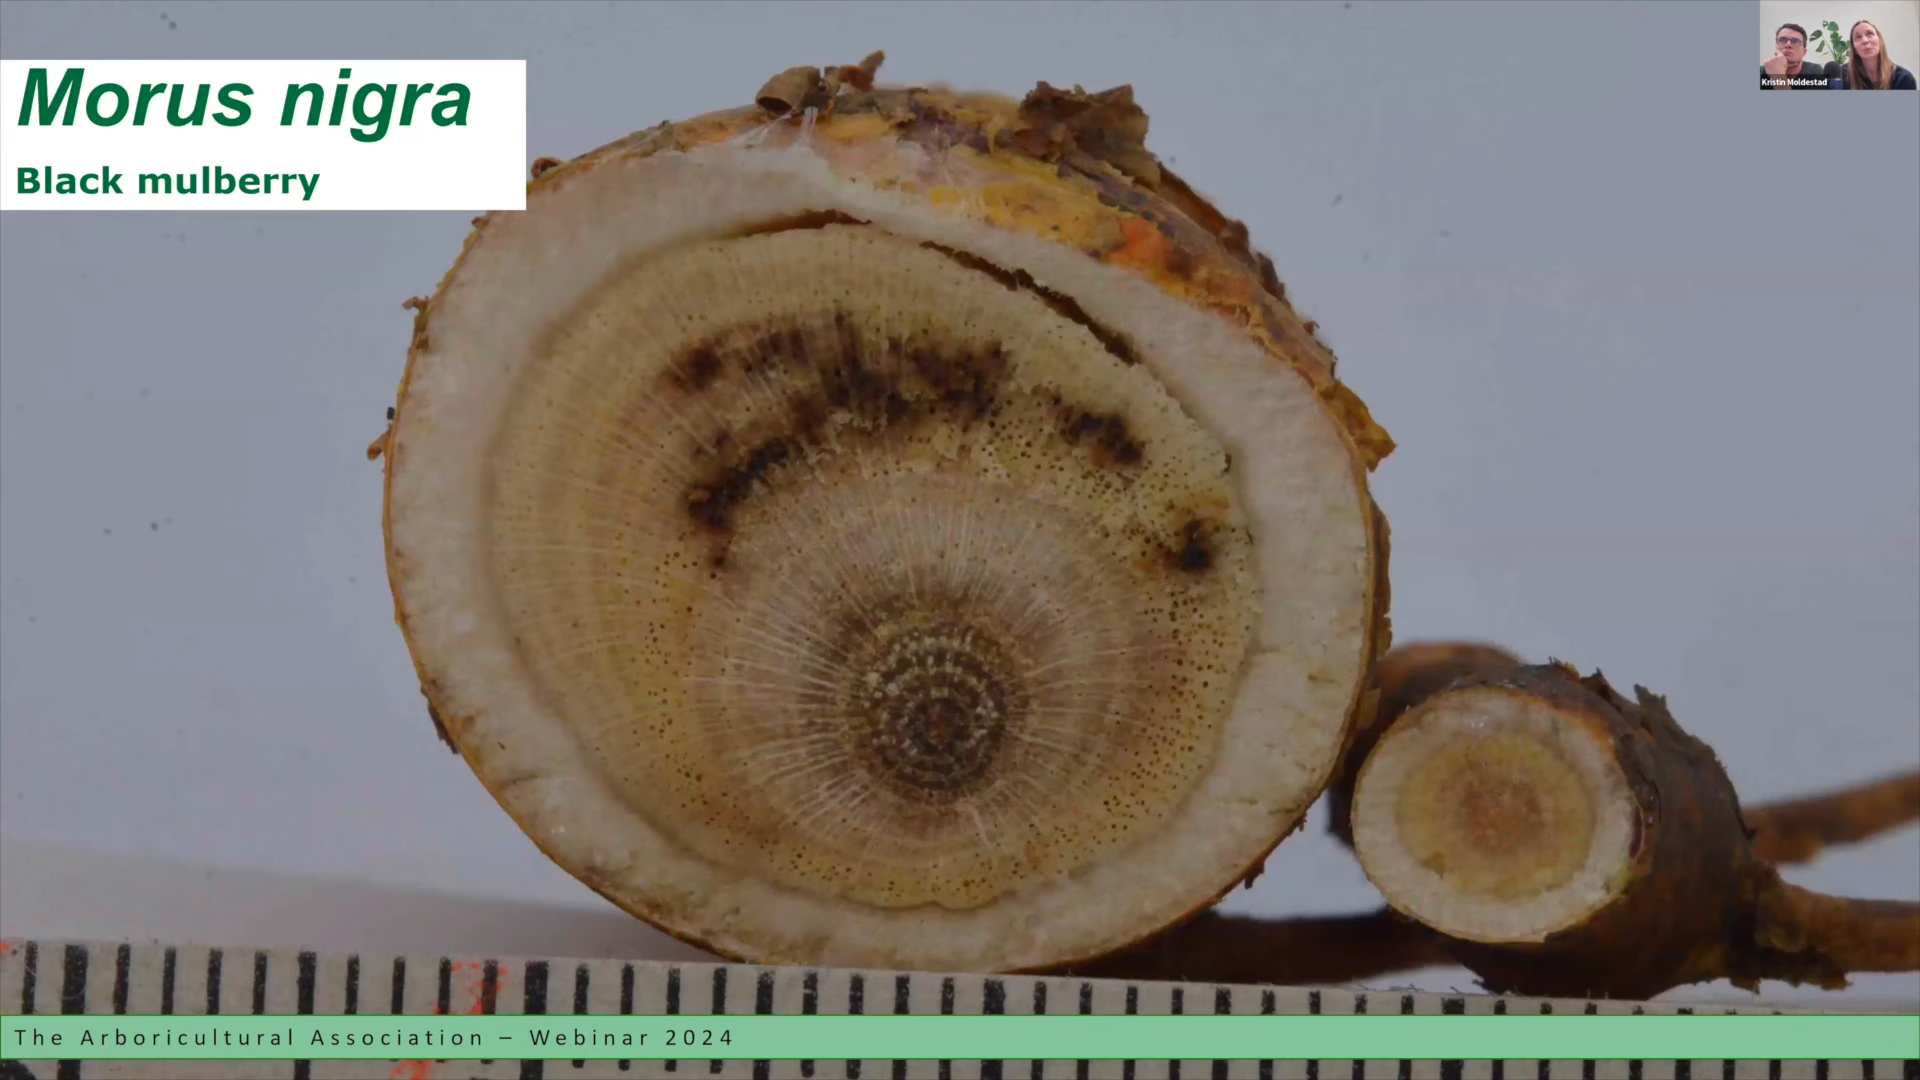 Morus nigra
Black mulberry
Kristin Moldestad
The Arboricultural Association – Webinar 2024